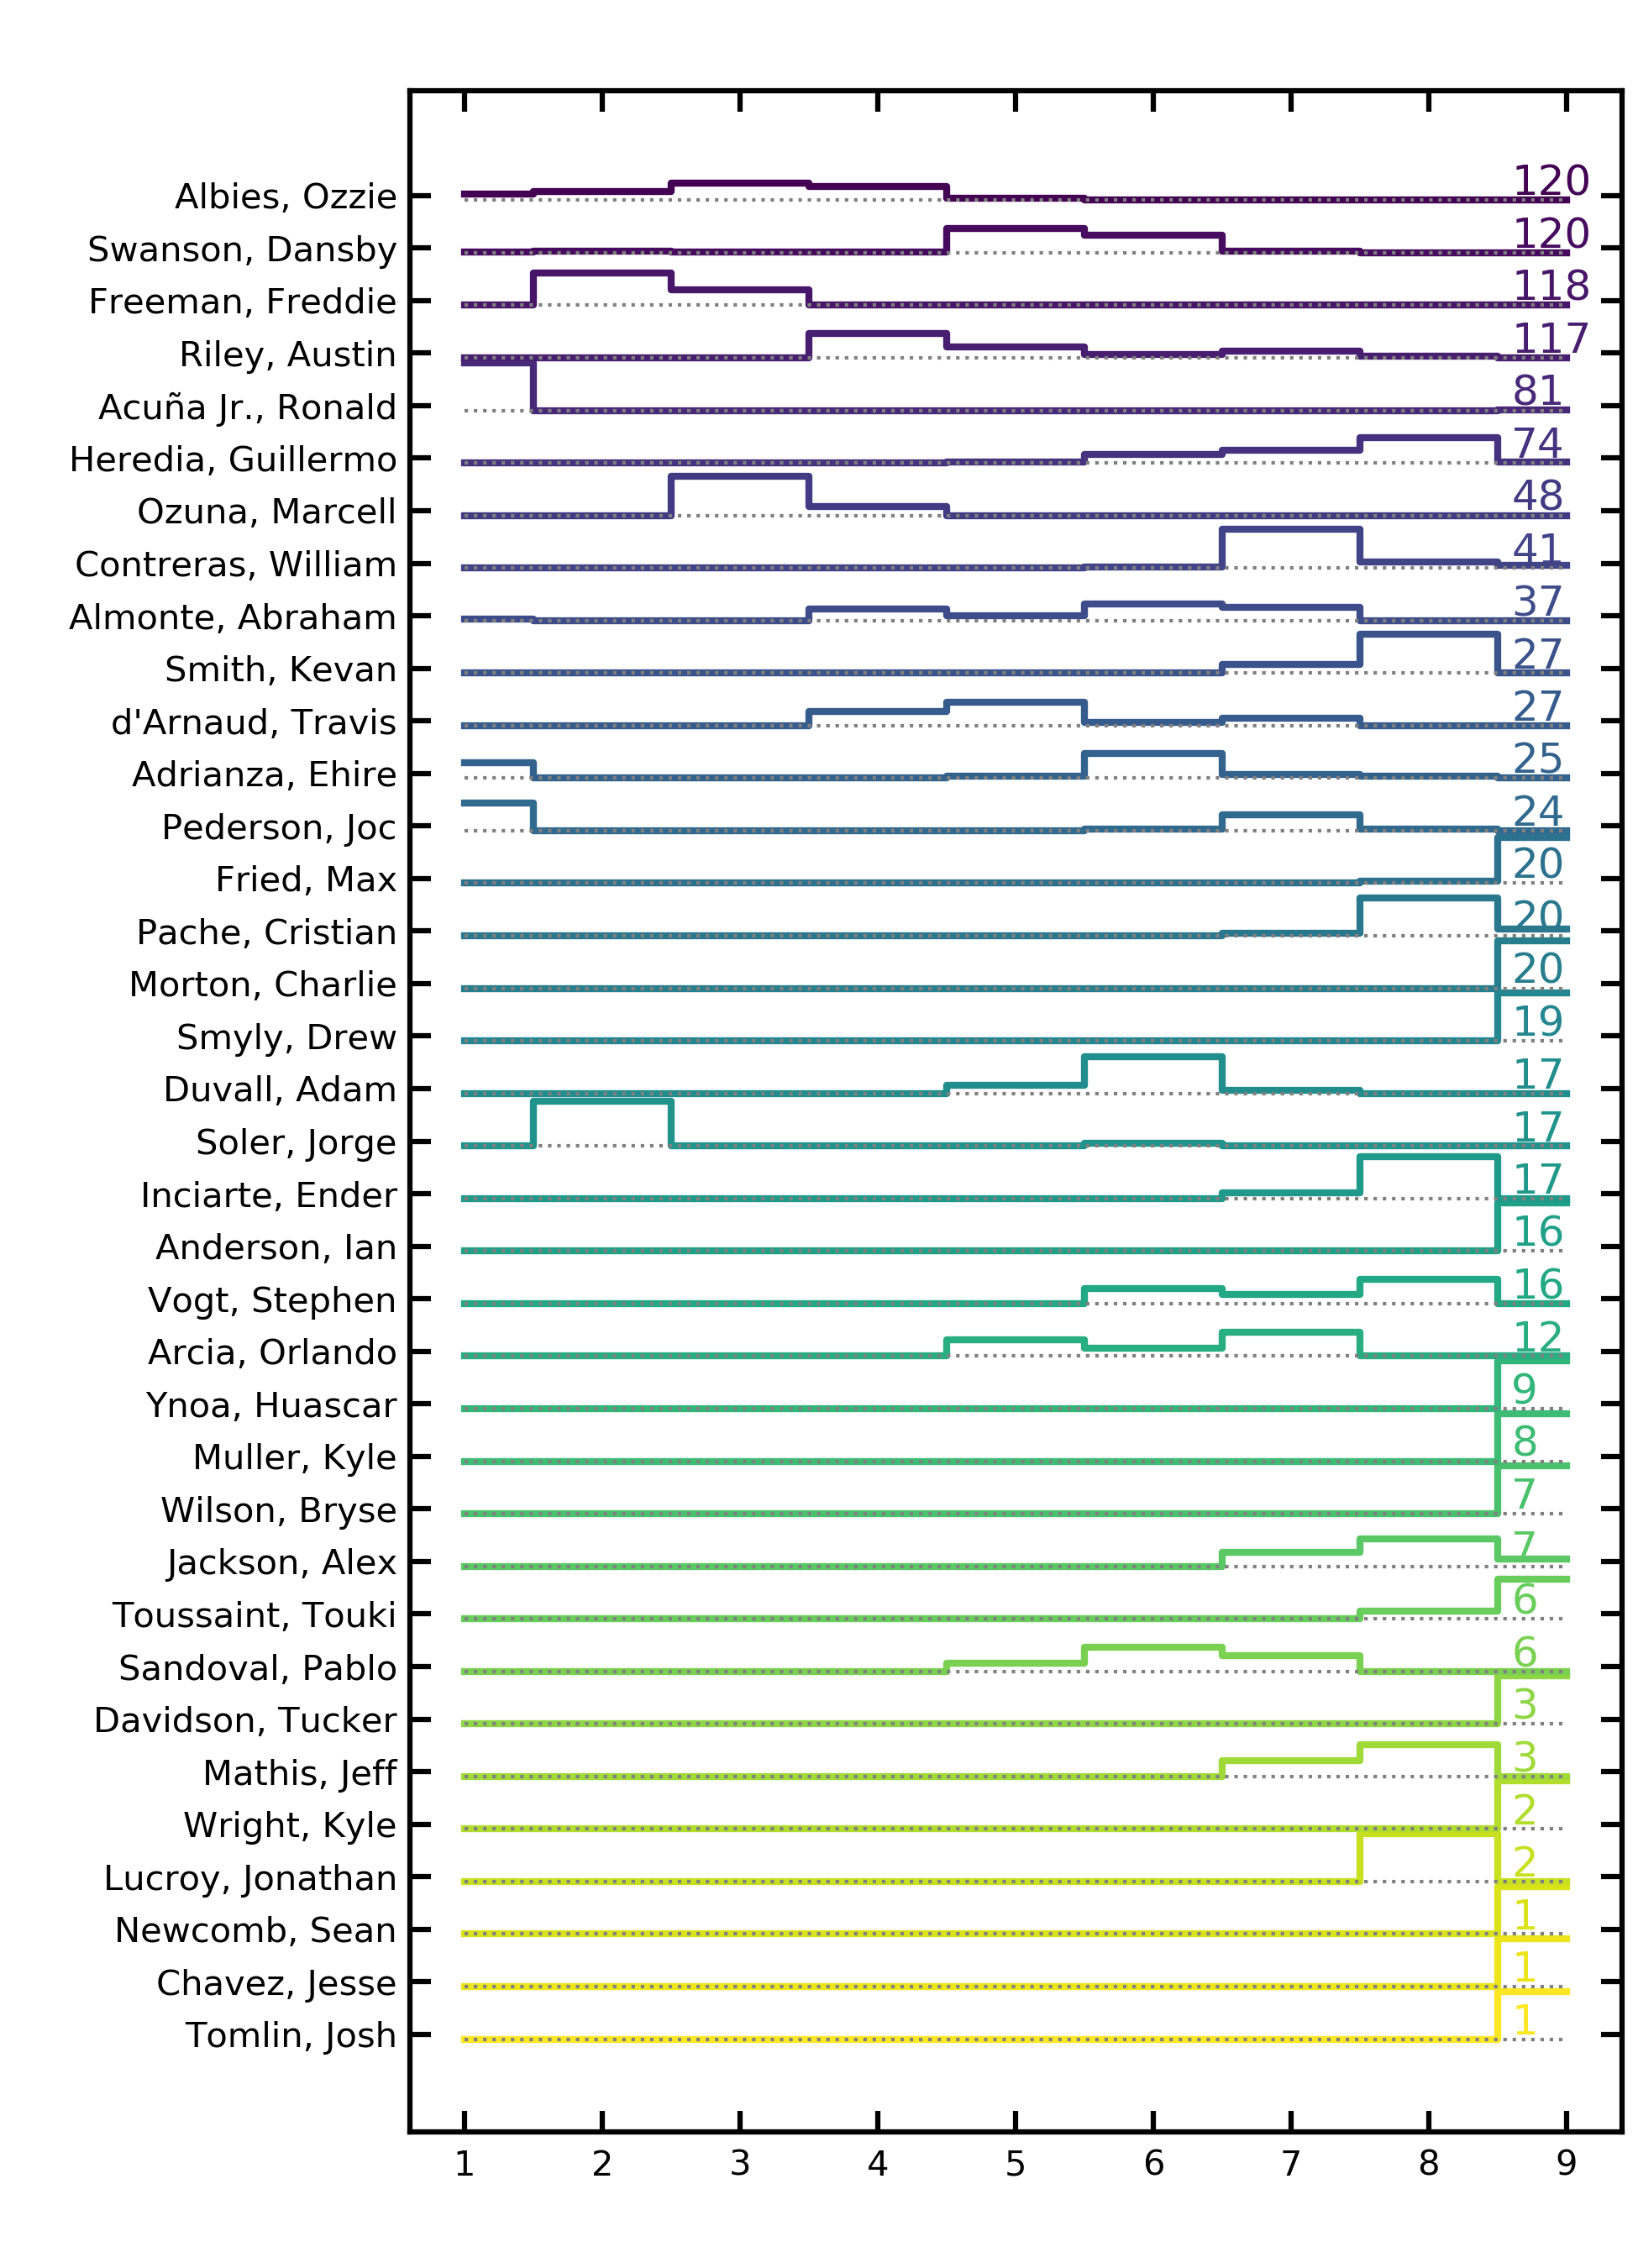 Albies, Ozzie 120
Swanson, Dansby 120
Freeman, Freddie 118
Riley, Austin 117
Acuña Jr., Ronald 81
Heredia, Guillermo 74
Ozuna, Marcell 48
Contreras, William 41
Almonte, Abraham 37
Smith, Kevan 27
d'Arnaud, Travis 27
Adrianza, Ehire 25
Pederson, Joc 24
Fried, Max 20
Pache, Cristian 20
Morton, Charlie 20
Smyly, Drew 19
Duvall, Adam 17
Soler, Jorge 17
Inciarte, Ender 17
Anderson, Ian 16
Vogt, Stephen 16
Arcia, Orlando 12
Ynoa, Huascar 9
Muller, Kyle 8
Wilson, Bryse 7
Jackson, Alex 7
Toussaint, Touki 6
Sandoval, Pablo 6
Davidson, Tucker 3
Mathis, Jeff 3
Wright, Kyle 2
Lucroy, Jonathan 2
Newcomb, Sean 1
Chavez, Jesse 1
Tomlin, Josh 1
1 2 3 4 5 6 7 8 9